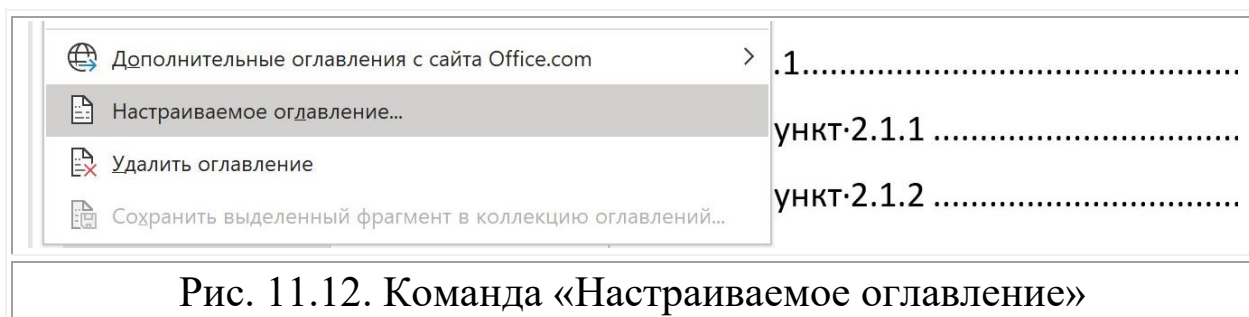 Дополнительные оглавления с сайта Office.com
.1.............................................
Настраиваемое оглавление...
ункт·2.1.1 ................................
Удалить оглавление
ункт·2.1.2 ................................
Сохранить выделенный фрагмент в коллекцию оглавлений...
Рис. 11.12. Команда «Настраиваемое оглавление»